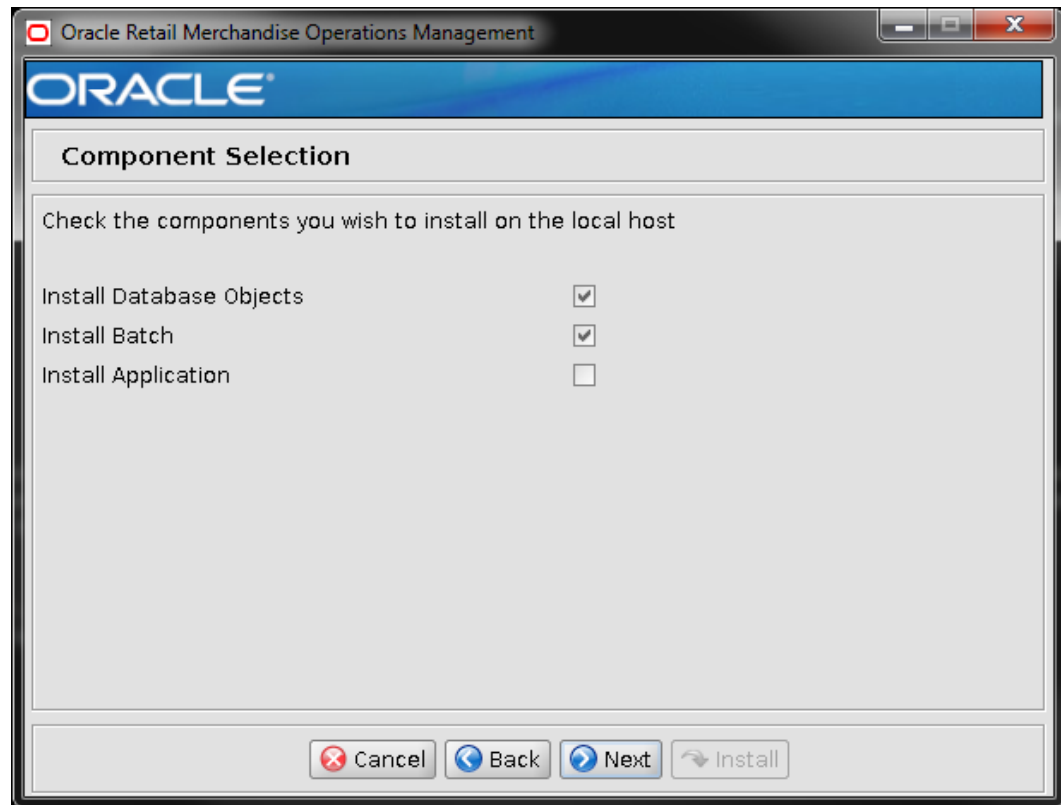 Oracle Retail Merchandise Operations Management
ORACLE
Component Selection
Check the components you wish to install on the local host
Install Database Objects
Install Batch
Install Application
Cancel Back Next Install